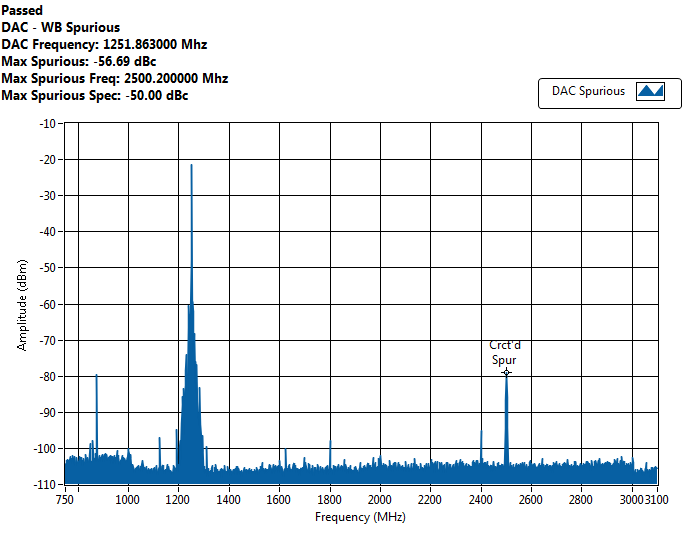 Passed
DAC - WB Spurious
DAC Frequency: 1251.863000 Mhz
Max Spurious: -56.69 dBc
Max Spurious Freq: 2500.200000 Mhz
Max Spurious Spec: -50.00 dBc
DAC Spurious
-10
-20
-30
-40
-50
-60
-70
-80
-90
-100
-110
Amplitude (dBm)
Crct'd
Spur
750 1000 1200 1400 1600 1800 2000 2200 2400 2600 2800 3000 3100
Frequency (MHz)